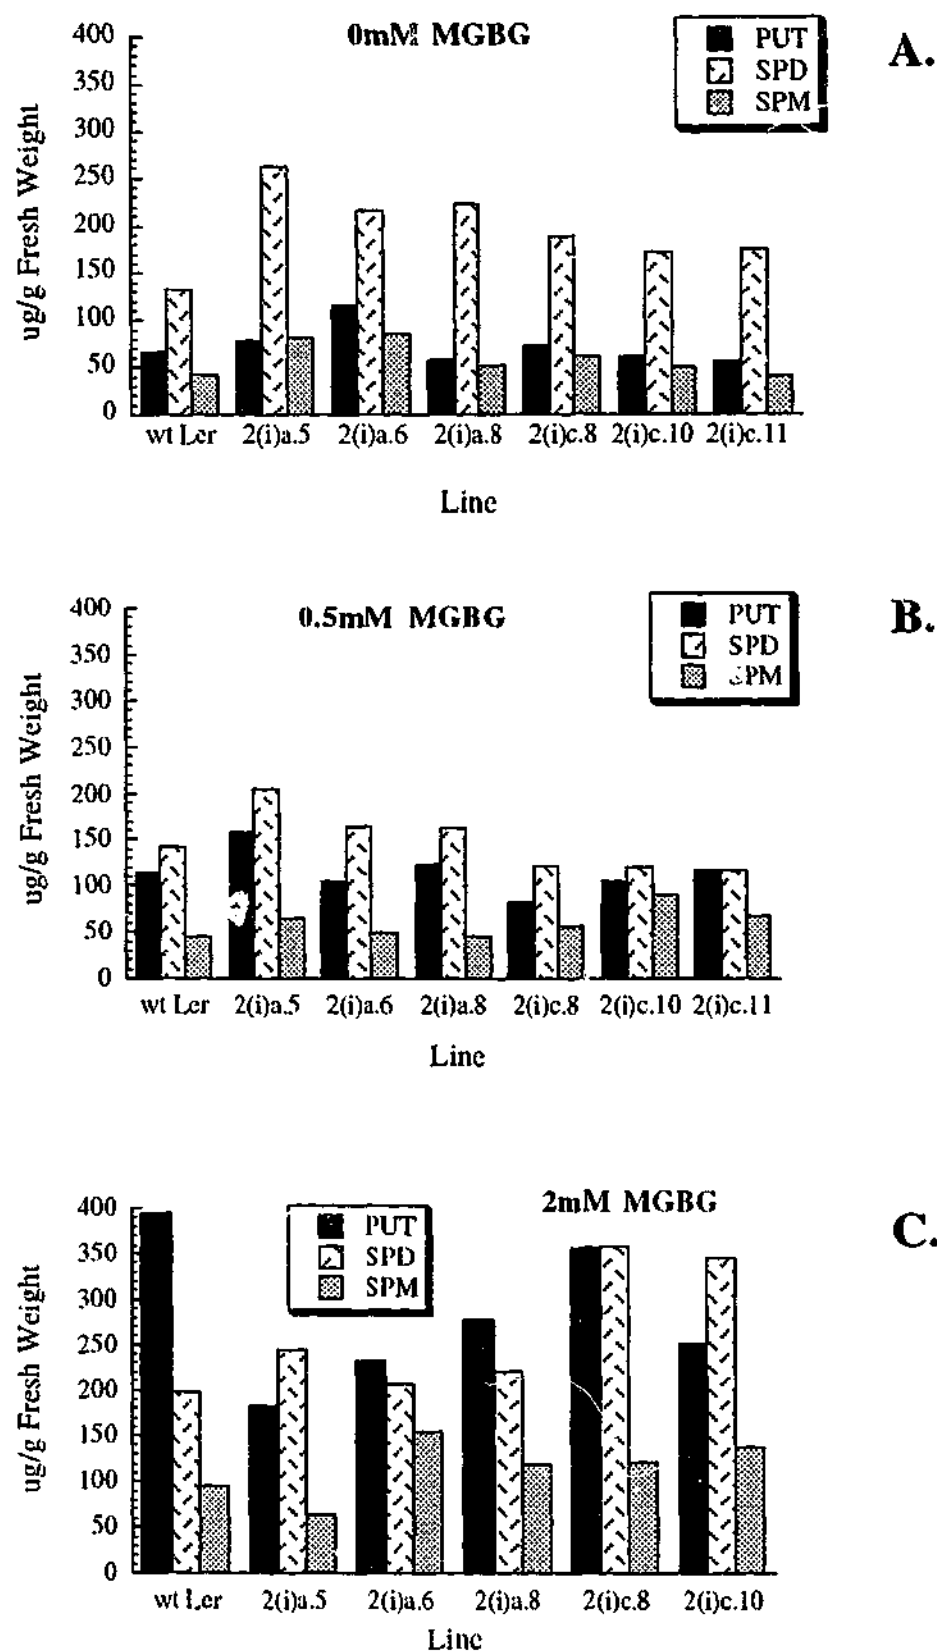 0mM MGBG
A.
PUT
SPD
SPM
ug/g Fresh Weight
400
350
300
250
200
150
100
50
0
wt Ler 2(i)a.5 2(i)a.6 2(i)a.8 2(i)c.8 2(i)c.10 2(i)c.11
Line
0.5mM MGBG
B.
PUT
SPD
SPM
ug/g Fresh Weight
400
350
300
250
200
150
100
50
0
wt Ler 2(i)a.5 2(i)a.6 2(i)a.8 2(i)c.8 2(i)c.10 2(i)c.11
Line
2mM MGBG
C.
PUT
SPD
SPM
ug/g Fresh Weight
400
350
300
250
200
150
100
50
0
wt Ler 2(i)a.5 2(i)a.6 2(i)a.8 2(i)c.8 2(i)c.10
Line